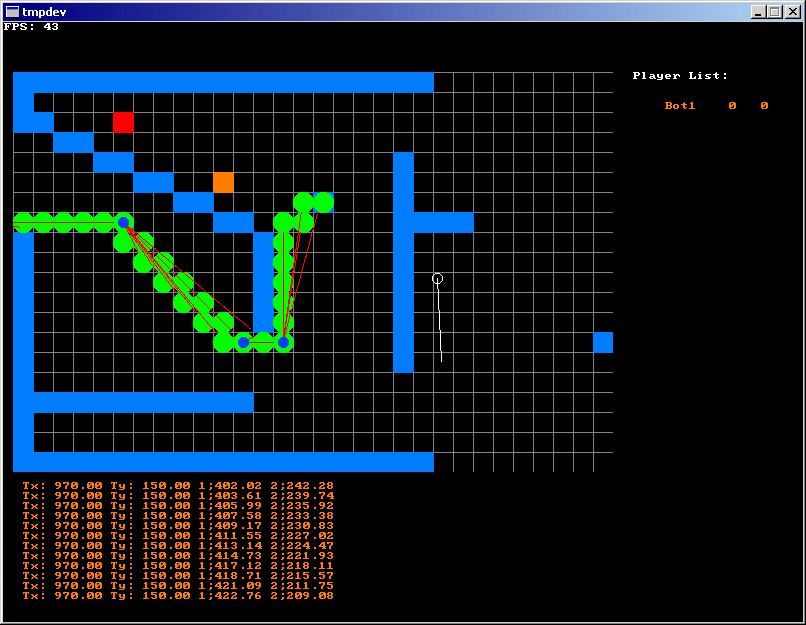 tmpdev
FPS: 43
Player List:
Bot1 0 0
Tx: 970.00 Ty: 150.00 1;402.02 2;242.28
Tx: 970.00 Ty: 150.00 1;403.61 2;239.74
Tx: 970.00 Ty: 150.00 1;405.99 2;235.92
Tx: 970.00 Ty: 150.00 1;407.58 2;233.38
Tx: 970.00 Ty: 150.00 1;409.17 2;230.83
Tx: 970.00 Ty: 150.00 1;411.55 2;227.02
Tx: 970.00 Ty: 150.00 1;413.14 2;224.47
Tx: 970.00 Ty: 150.00 1;414.73 2;221.93
Tx: 970.00 Ty: 150.00 1;417.12 2;218.11
Tx: 970.00 Ty: 150.00 1;418.71 2;215.57
Tx: 970.00 Ty: 150.00 1;421.09 2;211.75
Tx: 970.00 Ty: 150.00 1;422.76 2;209.08